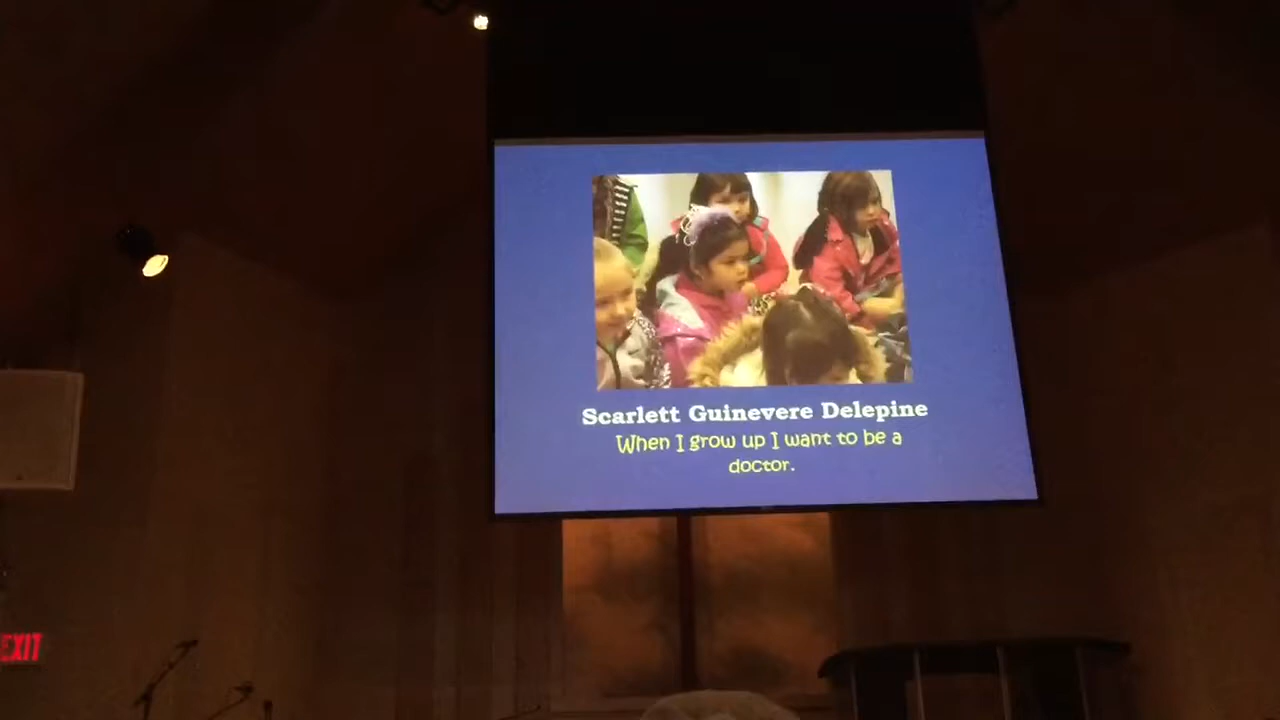 Scarlett Guinevere Delepine
When I grow up I want to be a
doctor.
EXIT